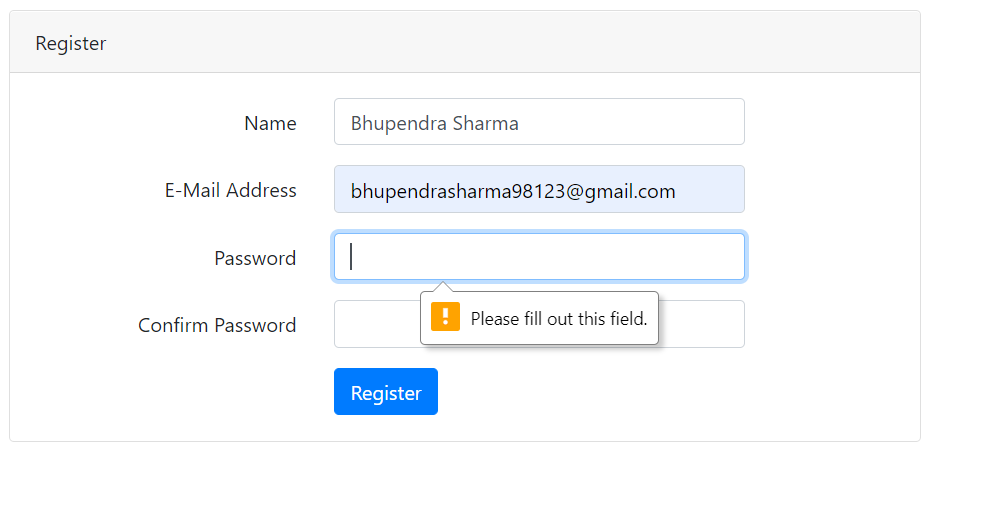 Register
Name
Bhupendra Sharma
E-Mail Address
bhupendrasharma98123@gmail.com
Password
Please fill out this field.
Confirm Password
Register